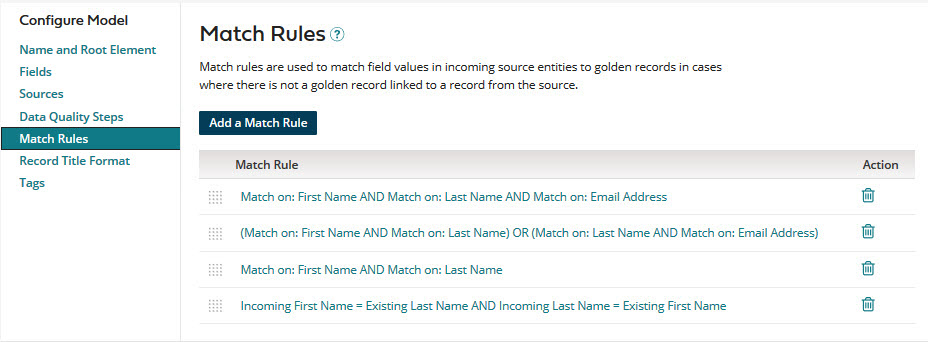 Configure Model
Name and Root Element
Fields
Sources
Data Quality Steps
Match Rules
Record Title Format
Tags
Match Rules ?
Match rules are used to match field values in incoming source entities to golden records in cases
where there is not a golden record linked to a record from the source.
Add a Match Rule
Match Rule Action
Match on: First Name AND Match on: Last Name AND Match on: Email Address
(Match on: First Name AND Match on: Last Name) OR (Match on: Last Name AND Match on: Email Address)
Match on: First Name AND Match on: Last Name
Incoming First Name = Existing Last Name AND Incoming Last Name = Existing First Name